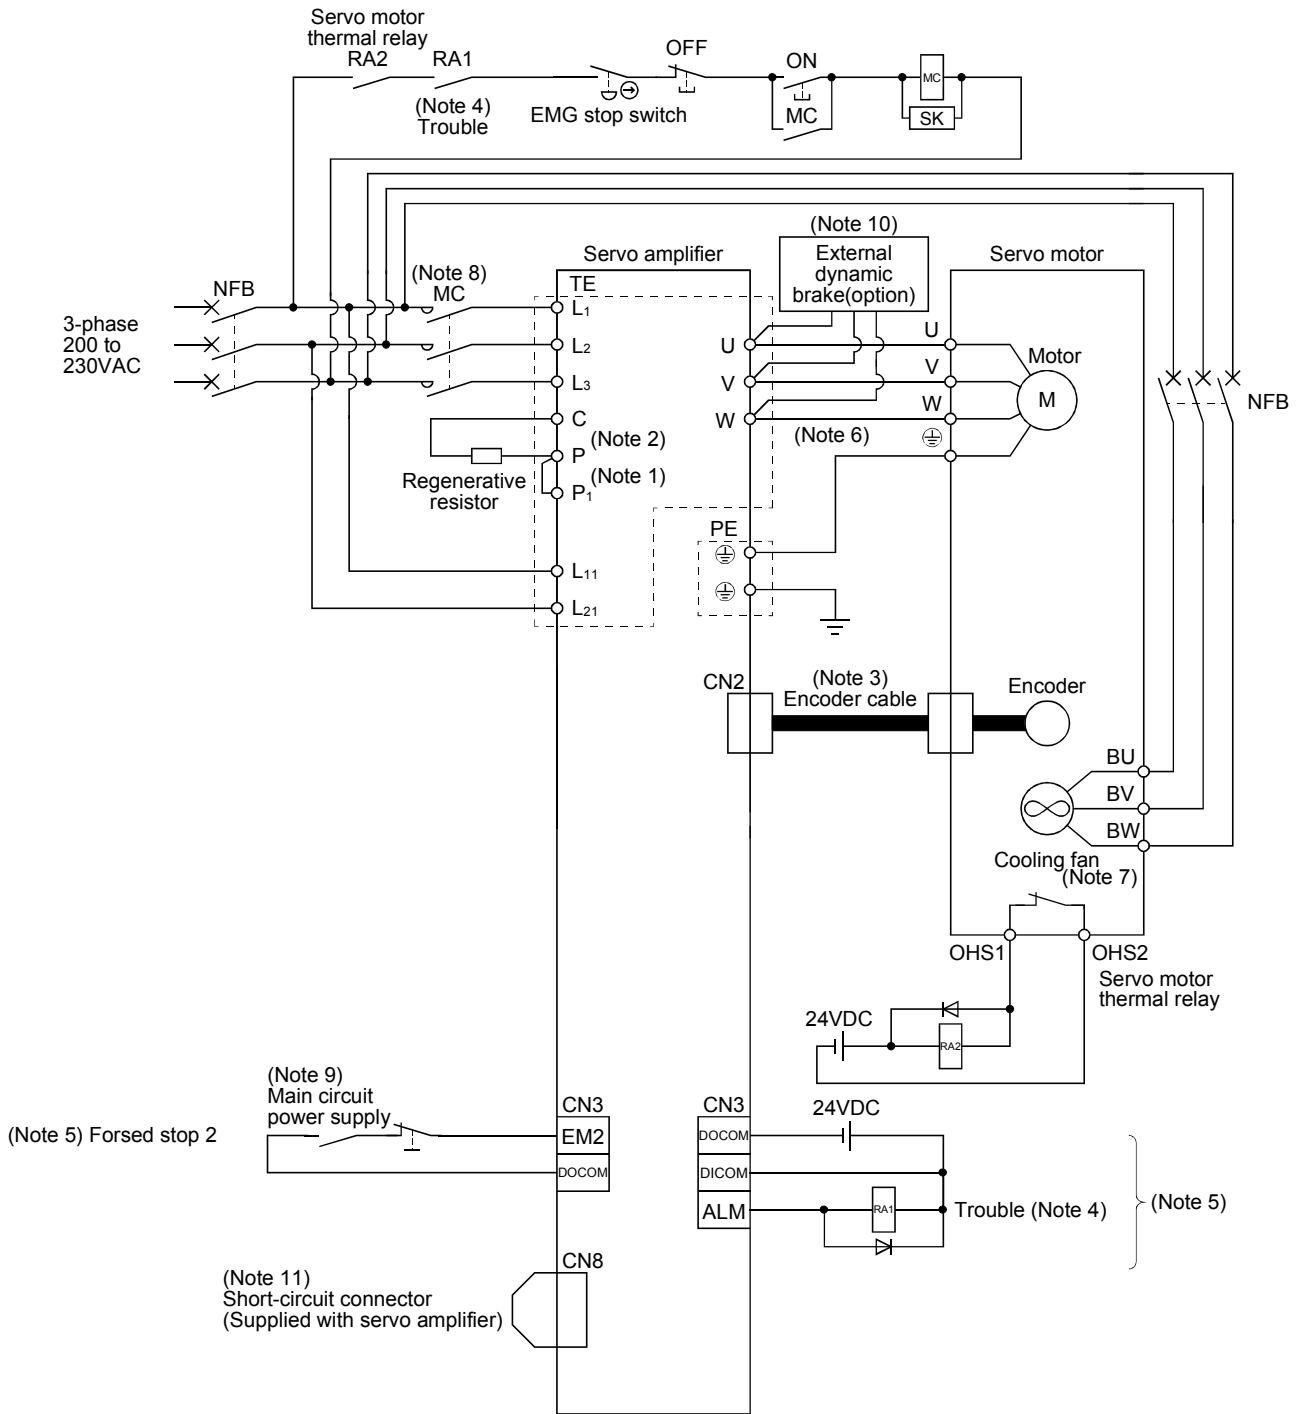 Servo motor
thermal relay
RA2
RA1
OFF
ON
MC
(Note 4)
Trouble
EMG stop switch
MC
SK
(Note 10)
External
dynamic
brake(option)
Servo amplifier
Servo motor
NFB
(Note 8)
MC
TE
3-phase
200 to
230VAC
L1
L2
L3
C
P
P1
(Note 2)
(Note 1)
Regenerative
resistor
L11
L21
U
V
W
U
V
W
(Note 6)
Motor
M
NFB
PE
CN2
(Note 3)
Encoder cable
Encoder
BU
BV
BW
Cooling fan
(Note 7)
OHS1
OHS2
Servo motor
thermal relay
24VDC
RA2
(Note 9)
Main circuit
power supply
(Note 5) Forsed stop 2
CN3
EM2
DOCOM
CN3
DOCOM
DICOM
ALM
24VDC
RA1
Trouble (Note 4)
(Note 5)
CN8
(Note 11)
Short-circuit connector
(Supplied with servo amplifier)